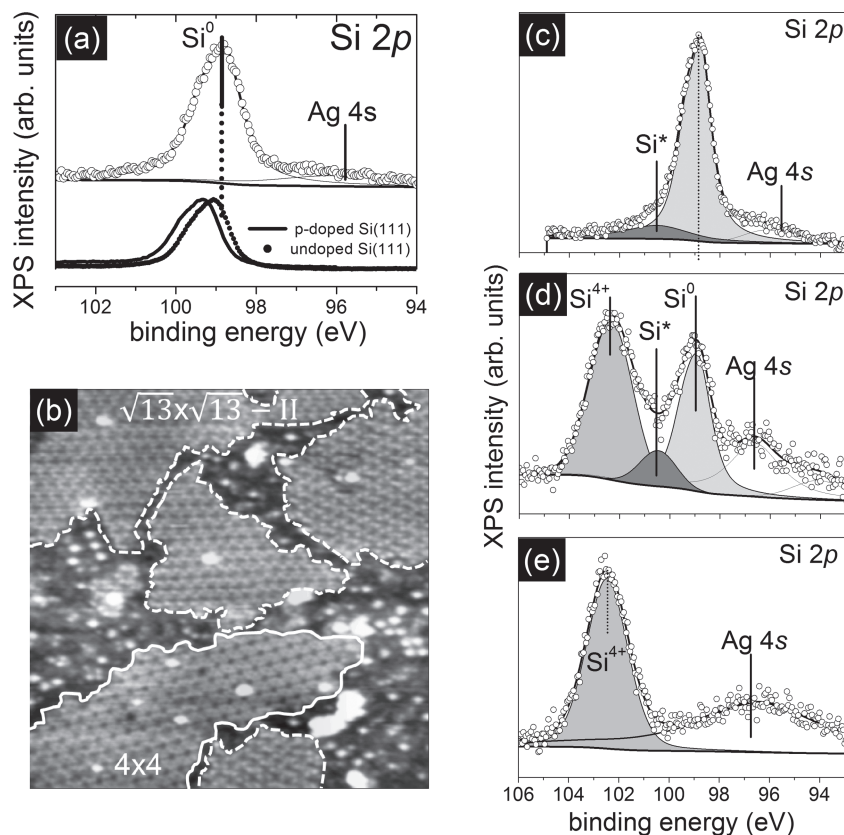 (a)
Si⁰
Si 2p
Ag 4s
p-doped Si(111)
undoped Si(111)
102 100 98 96 94
binding energy (eV)
XPS intensity (arb. units)
(b)
√13x√13 – II
4x4
(c)
Si 2p
Si*
Ag 4s
(d)
Si⁴⁺
Si*
Si⁰
Si 2p
Ag 4s
XPS intensity (arb. units)
(e)
Si 2p
Si⁴⁺
Ag 4s
106 104 102 100 98 96 94
binding energy (eV)